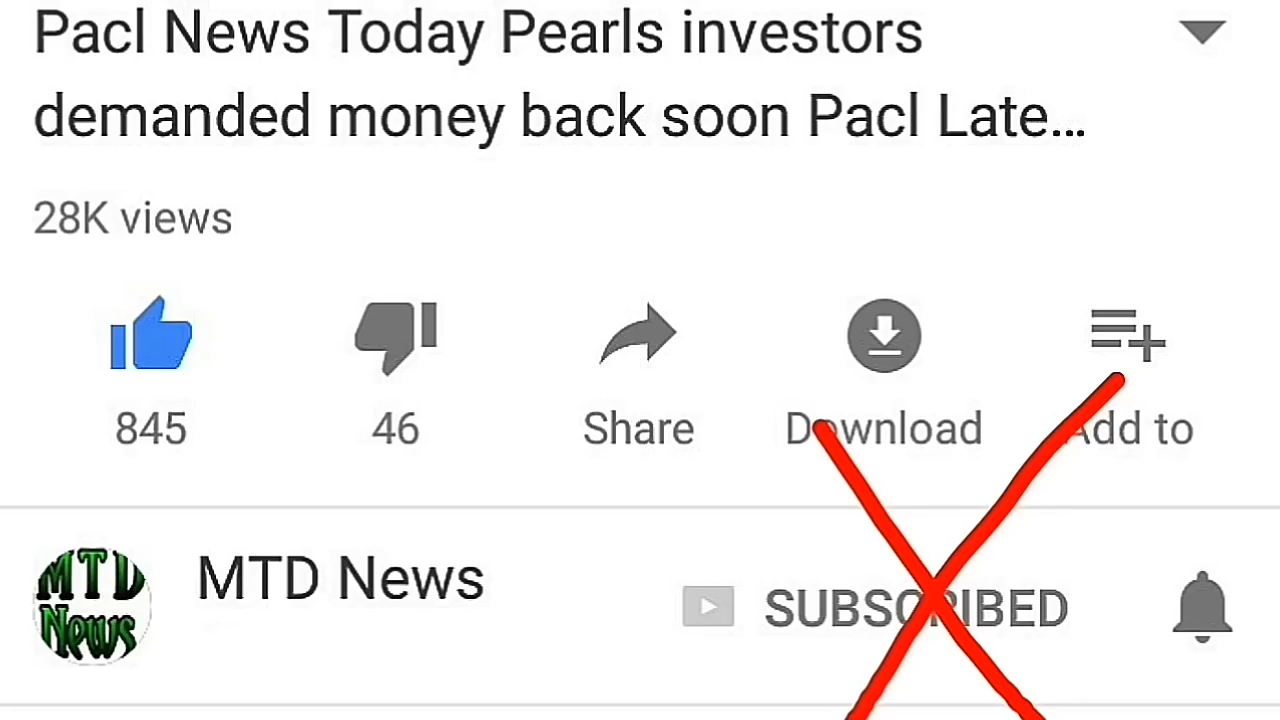 Pacl News Today Pearls investors
demanded money back soon Pacl Late...
28K views
845 46 Share Download Add to
MTD News
MTD News SUBSCRIBED